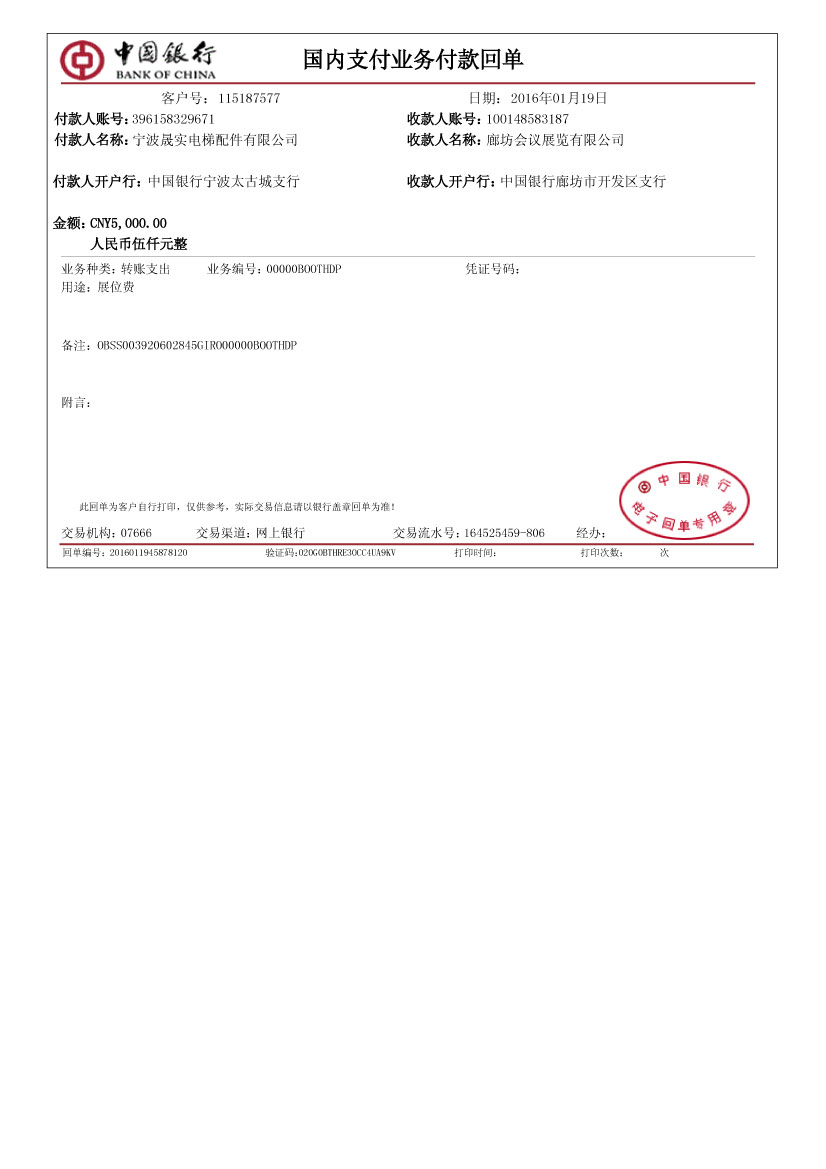 中国银行
BANK OF CHINA
国内支付业务付款回单
客户号：115187577 日期：2016年01月19日
付款人账号：396158329671 收款人账号：100148583187
付款人名称：宁波晟实电梯配件有限公司 收款人名称：廊坊会议展览有限公司
付款人开户行：中国银行宁波太古城支行 收款人开户行：中国银行廊坊市开发区支行
金额：CNY5,000.00
人民币伍仟元整
业务种类：转账支出 业务编号：00000BOOTHDP 凭证号码：
用途：展位费
备注：OBSS003920602845GIRO00000BOOTHDP
附言：
中国银行
电子回单专用章
此回单为客户自行打印，仅供参考，实际交易信息请以银行盖章回单为准！
交易机构：07666 交易渠道：网上银行 交易流水号：164525459-806 经办：
回单编号：2016011945878120 验证码：020G0BTHRE3OCC4UA9KV 打印时间： 打印次数： 次